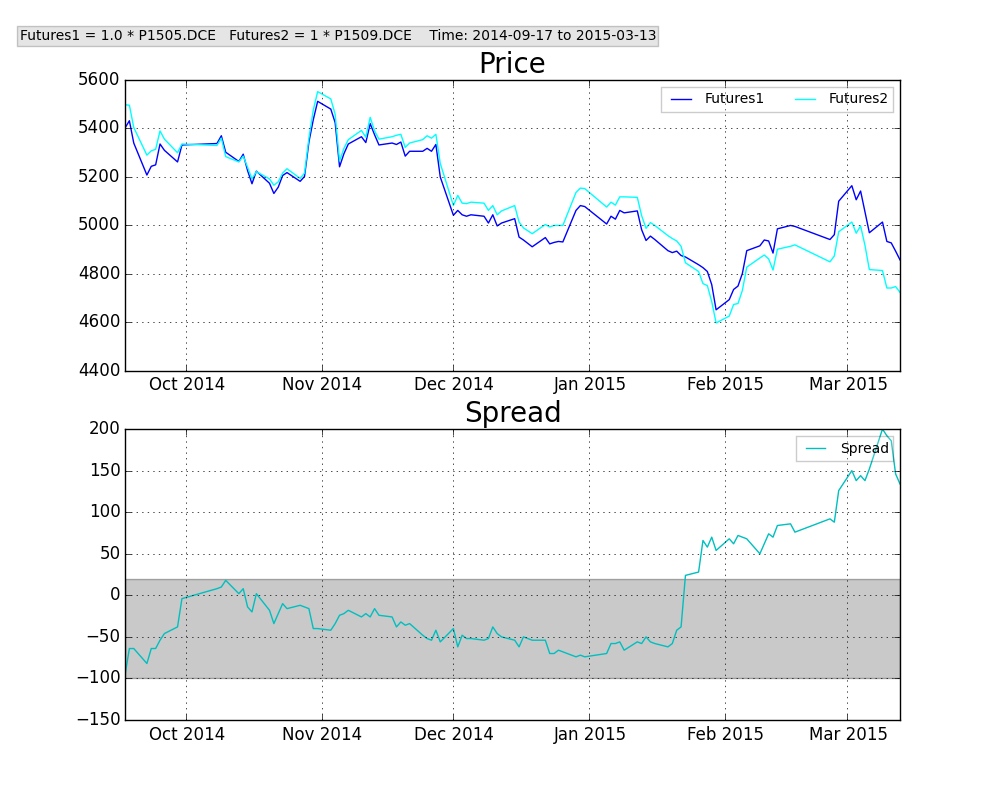 Futures1 = 1.0 * P1505.DCE   Futures2 = 1 * P1509.DCE    Time: 2014-09-17 to 2015-03-13
Price
Futures1 Futures2
5600
5400
5200
5000
4800
4600
4400
Oct 2014 Nov 2014 Dec 2014 Jan 2015 Feb 2015 Mar 2015
Spread
Spread
200
150
100
50
0
−50
−100
−150
Oct 2014 Nov 2014 Dec 2014 Jan 2015 Feb 2015 Mar 2015